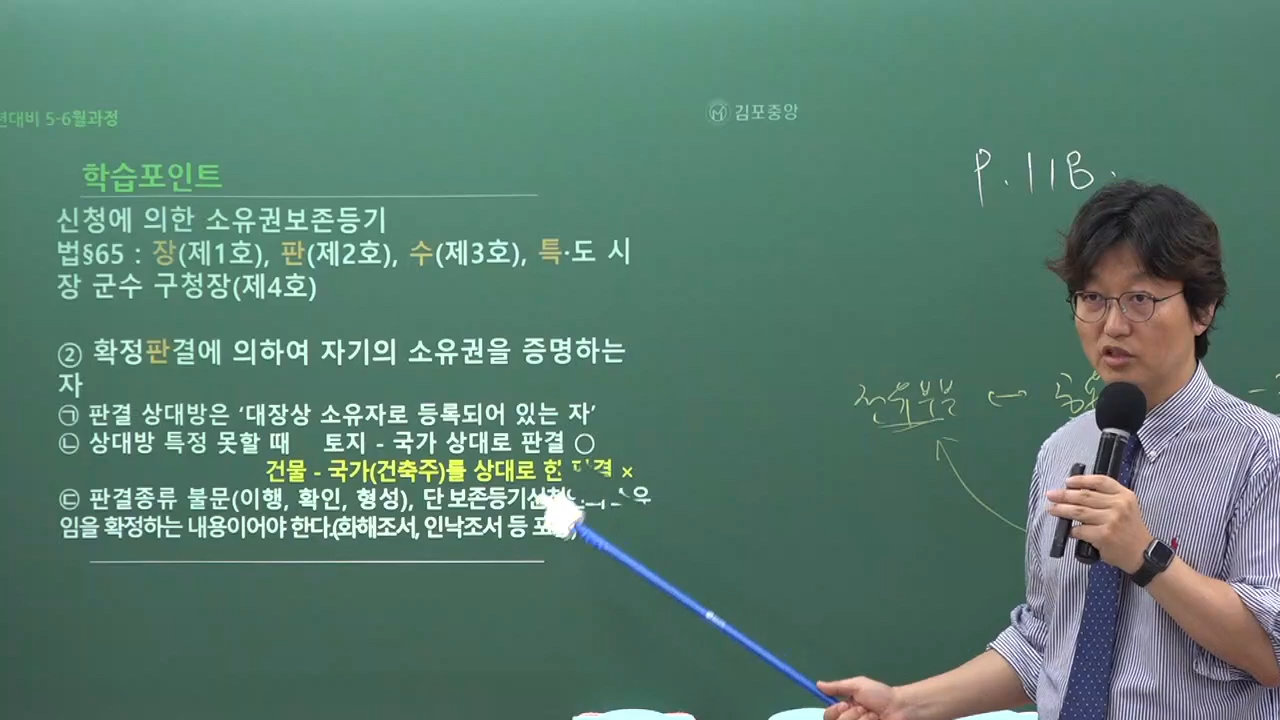 련대비 5-6월과정
김포중앙
P.118.
학습포인트
신청에 의한 소유권보존등기
법§65 : 장(제1호), 판(제2호), 수(제3호), 특·도 시
장 군수 구청장(제4호)
② 확정판결에 의하여 자기의 소유권을 증명하는
자
㉠ 판결 상대방은 ‘대장상 소유자로 등록되어 있는 자’
㉡ 상대방 특정 못할 때 토지 - 국가 상대로 판결 ○
건물 - 국가(건축주)를 상대로 한 판결 ×
㉢ 판결종류 불문(이행, 확인, 형성), 단 보존등기신청
임을 확정하는 내용이어야 한다.(화해조서, 인낙조서 등
전유부분 ↔